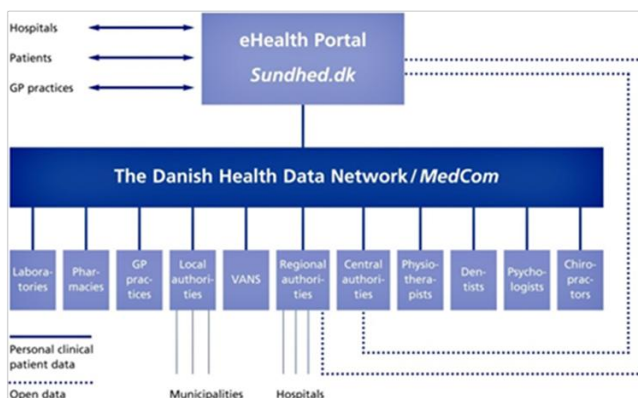 Hospitals
Patients
GP practices
eHealth Portal
Sundhed.dk
The Danish Health Data Network/MedCom
Labora-
tories
Phar-
macies
GP
prac-
tices
Local
authori-
ties
VANS
Regional
authori-
ties
Central
authori-
ties
Physio-
thera-
pists
Den-
tists
Psycho-
logists
Chiro-
prac-
tors
Personal clinical
patient data
Open data
Municipalities
Hospitals